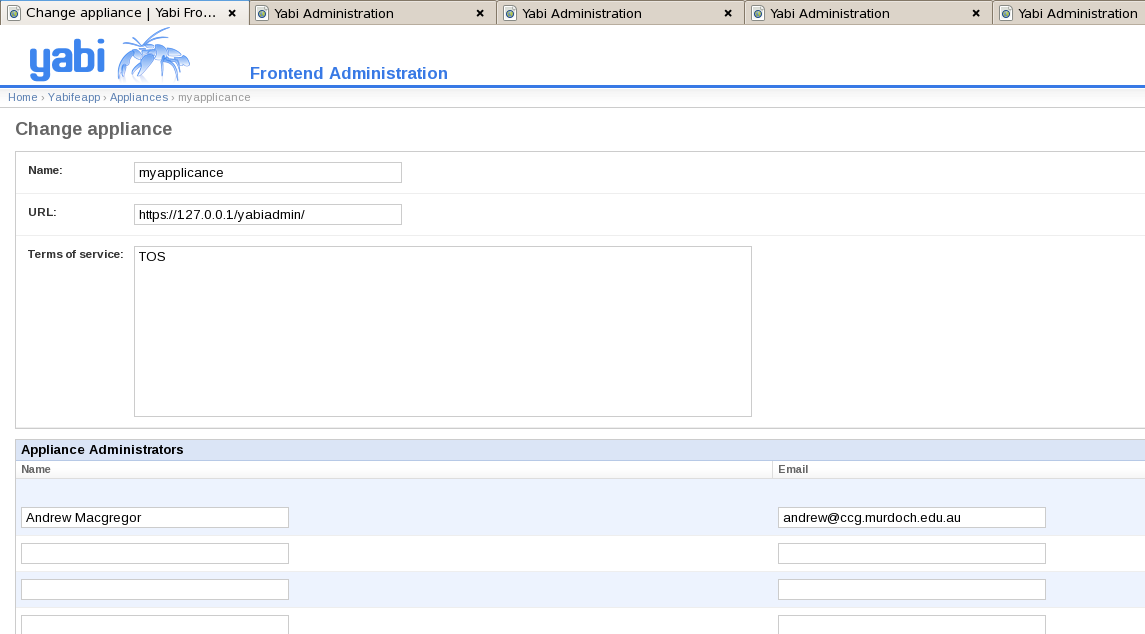 Change appliance | Yabi Fro... Yabi Administration Yabi Administration Yabi Administration Yabi Administration
yabi
Frontend Administration
Home › Yabifeapp › Appliances › myapplicance
Change appliance
Name: myapplicance
URL: https://127.0.0.1/yabiadmin/
Terms of service: TOS
Appliance Administrators
Name Email
Andrew Macgregor andrew@ccg.murdoch.edu.au